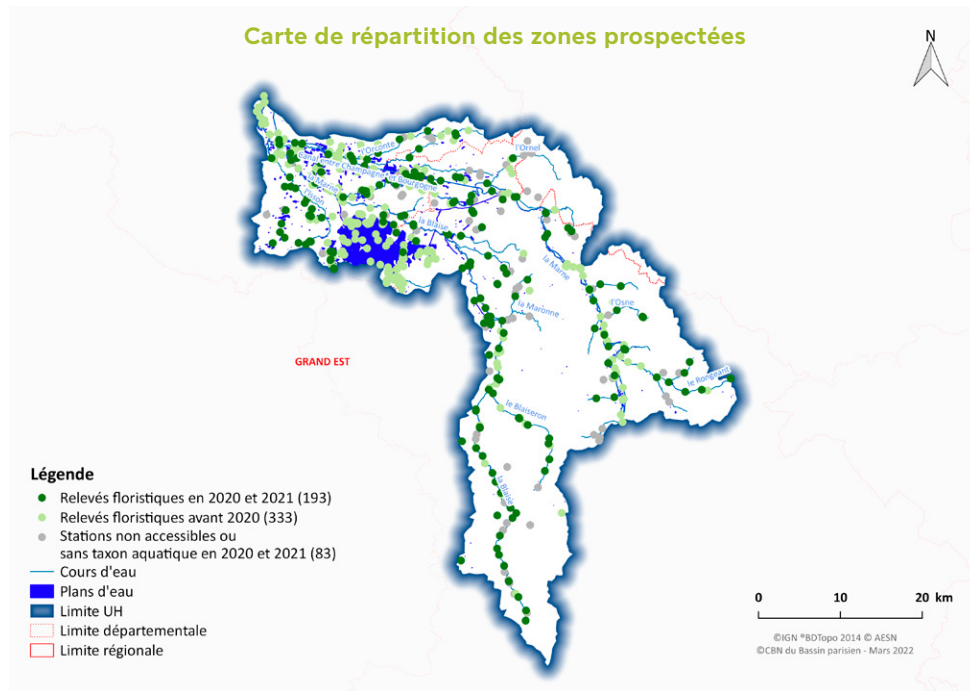 Carte de répartition des zones prospectées
N
l'Orconte
l'Ornel
Canal entre Champagne et Bourgogne
la Marne
l'Isson
la Blaise
la Marne
l'Osne
la Maronne
GRAND EST
le Rongeant
le Blaiseron
la Blaise
Légende
Relevés floristiques en 2020 et 2021 (193)
Relevés floristiques avant 2020 (333)
Stations non accessibles ou
sans taxon aquatique en 2020 et 2021 (83)
Cours d'eau
Plans d'eau
Limite UH
Limite départementale
Limite régionale
0 10 20 km
©IGN ®BDTopo 2014 © AESN
©CBN du Bassin parisien - Mars 2022